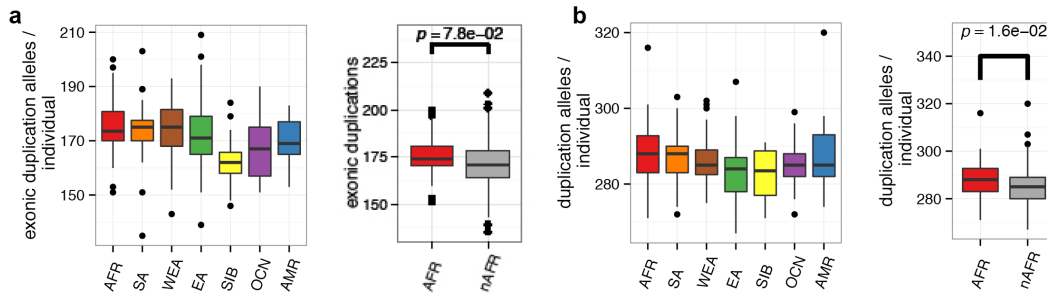 a
exonic duplication alleles /
individual
210
190
170
150
AFR
SA
WEA
EA
SIB
OCN
AMR
p = 7.8e−02
exonic duplications
225
200
175
150
AFR
nAFR
b
duplication alleles /
individual
320
300
280
AFR
SA
WEA
EA
SIB
OCN
AMR
p = 1.6e−02
duplication alleles /
individual
340
320
300
280
AFR
nAFR